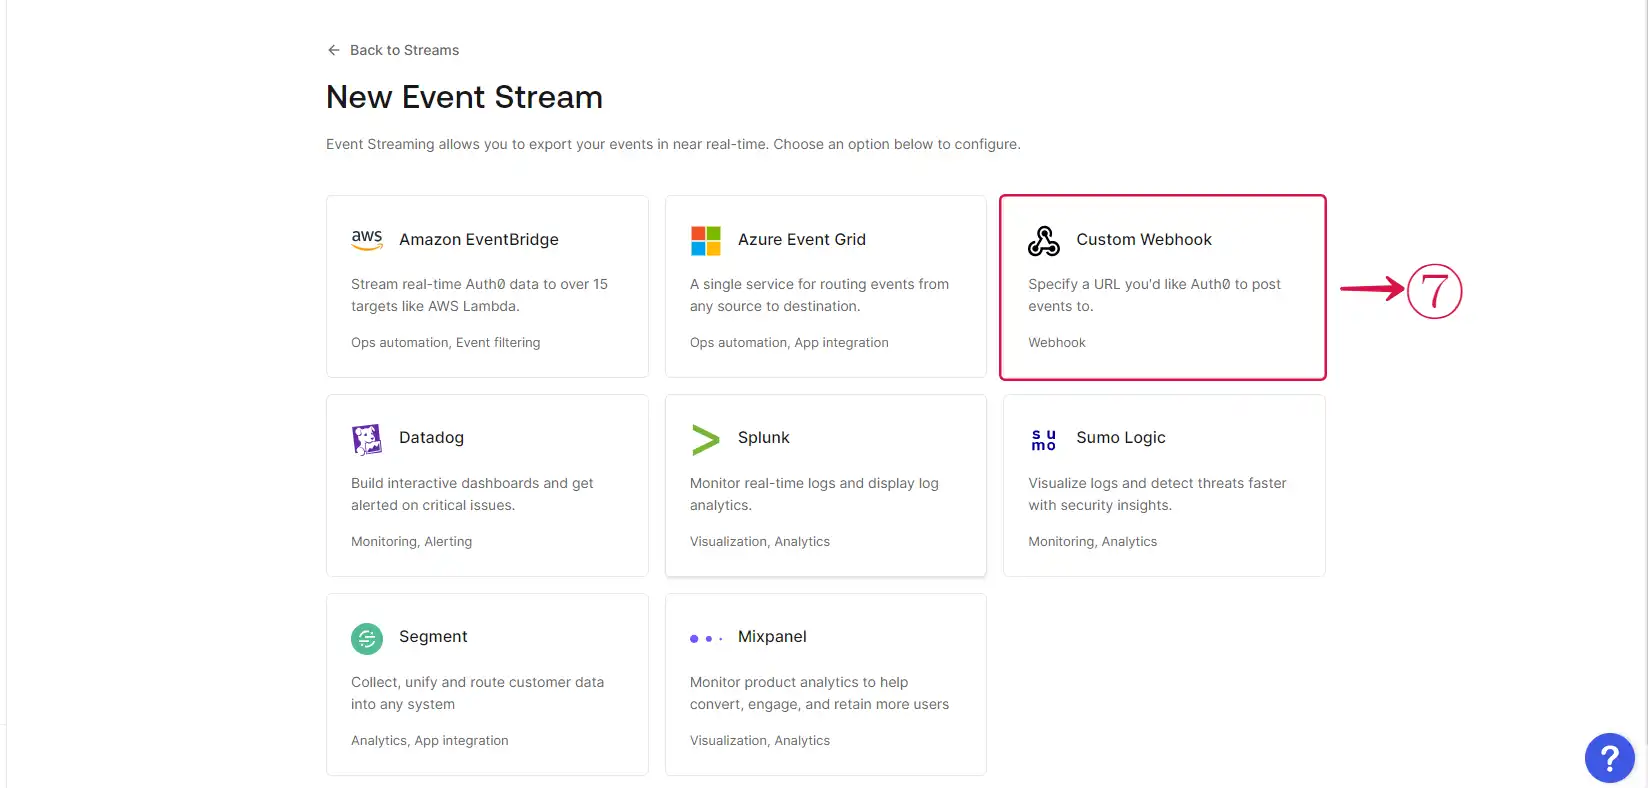 ← Back to Streams
New Event Stream
Event Streaming allows you to export your events in near real-time. Choose an option below to configure.
aws Amazon EventBridge
Stream real-time Auth0 data to over 15
targets like AWS Lambda.
Ops automation, Event filtering
Azure Event Grid
A single service for routing events from
any source to destination.
Ops automation, App integration
Custom Webhook
Specify a URL you'd like Auth0 to post
events to.
Webhook
7
Datadog
Build interactive dashboards and get
alerted on critical issues.
Monitoring, Alerting
Splunk
Monitor real-time logs and display log
analytics.
Visualization, Analytics
su
mo
Sumo Logic
Visualize logs and detect threats faster
with security insights.
Monitoring, Analytics
Segment
Collect, unify and route customer data
into any system
Analytics, App integration
Mixpanel
Monitor product analytics to help
convert, engage, and retain more users
Visualization, Analytics
?